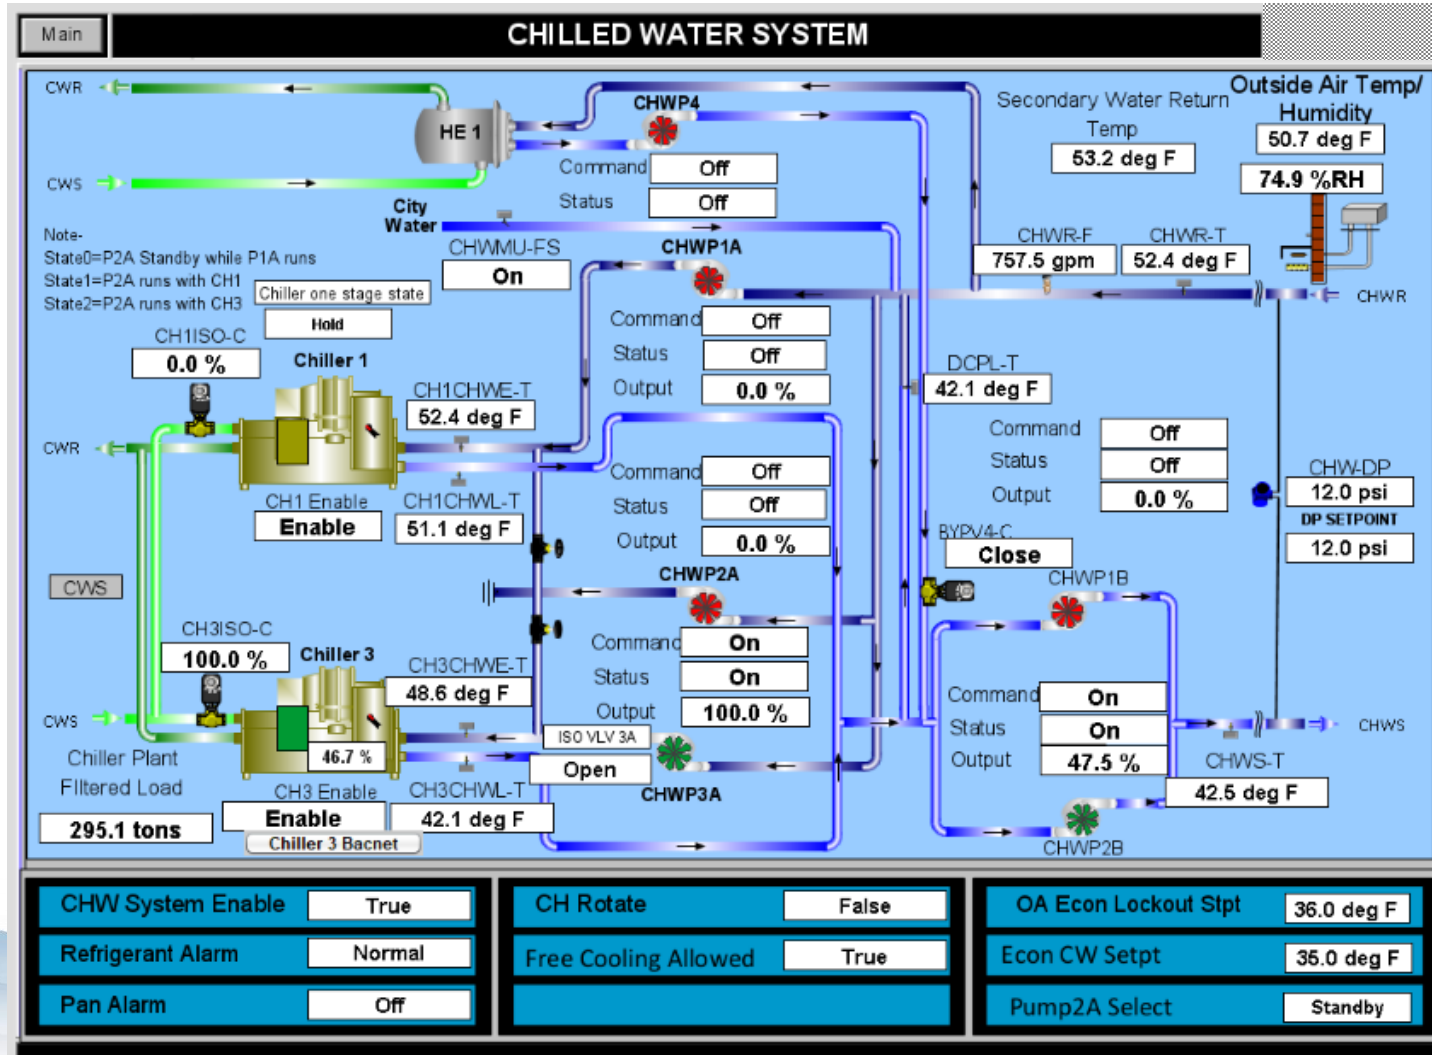 Main
CHILLED WATER SYSTEM
CWR
HE 1
CHWP4
Secondary Water Return
Temp
53.2 deg F
Outside Air Temp/
Humidity
50.7 deg F
74.9 %RH
Command
Off
Status
Off
CWS
City
Water
Note-
State0=P2A Standby while P1A runs
State1=P2A runs with CH1
State2=P2A runs with CH3
Chiller one stage state
Hold
CHWMU-FS
On
CHWP1A
CHWR-F
757.5 gpm
CHWR-T
52.4 deg F
CHWR
Command
Off
Status
Off
Output
0.0 %
CH1ISO-C
0.0 %
Chiller 1
CH1CHWE-T
52.4 deg F
DCPL-T
42.1 deg F
CWR
CH1 Enable
Enable
CH1CHWL-T
51.1 deg F
Command
Off
Status
Off
Output
0.0 %
CHWP2A
Command
Off
Status
Off
Output
0.0 %
CHW-DP
12.0 psi
DP SETPOINT
12.0 psi
BYPV4-C
Close
CHWP1B
CWS
CH3ISO-C
100.0 %
Chiller 3
CH3CHWE-T
48.6 deg F
Command
On
Status
On
Output
100.0 %
ISO VLV 3A
Open
CHWP3A
Command
On
Status
On
Output
47.5 %
CHWS
CHWS-T
42.5 deg F
CHWP2B
CWS
46.7 %
Chiller Plant
FIltered Load
295.1 tons
CH3 Enable
Enable
Chiller 3 Bacnet
CH3CHWL-T
42.1 deg F
CHW System Enable
True
CH Rotate
False
OA Econ Lockout Stpt
36.0 deg F
Refrigerant Alarm
Normal
Free Cooling Allowed
True
Econ CW Setpt
35.0 deg F
Pan Alarm
Off
Pump2A Select
Standby